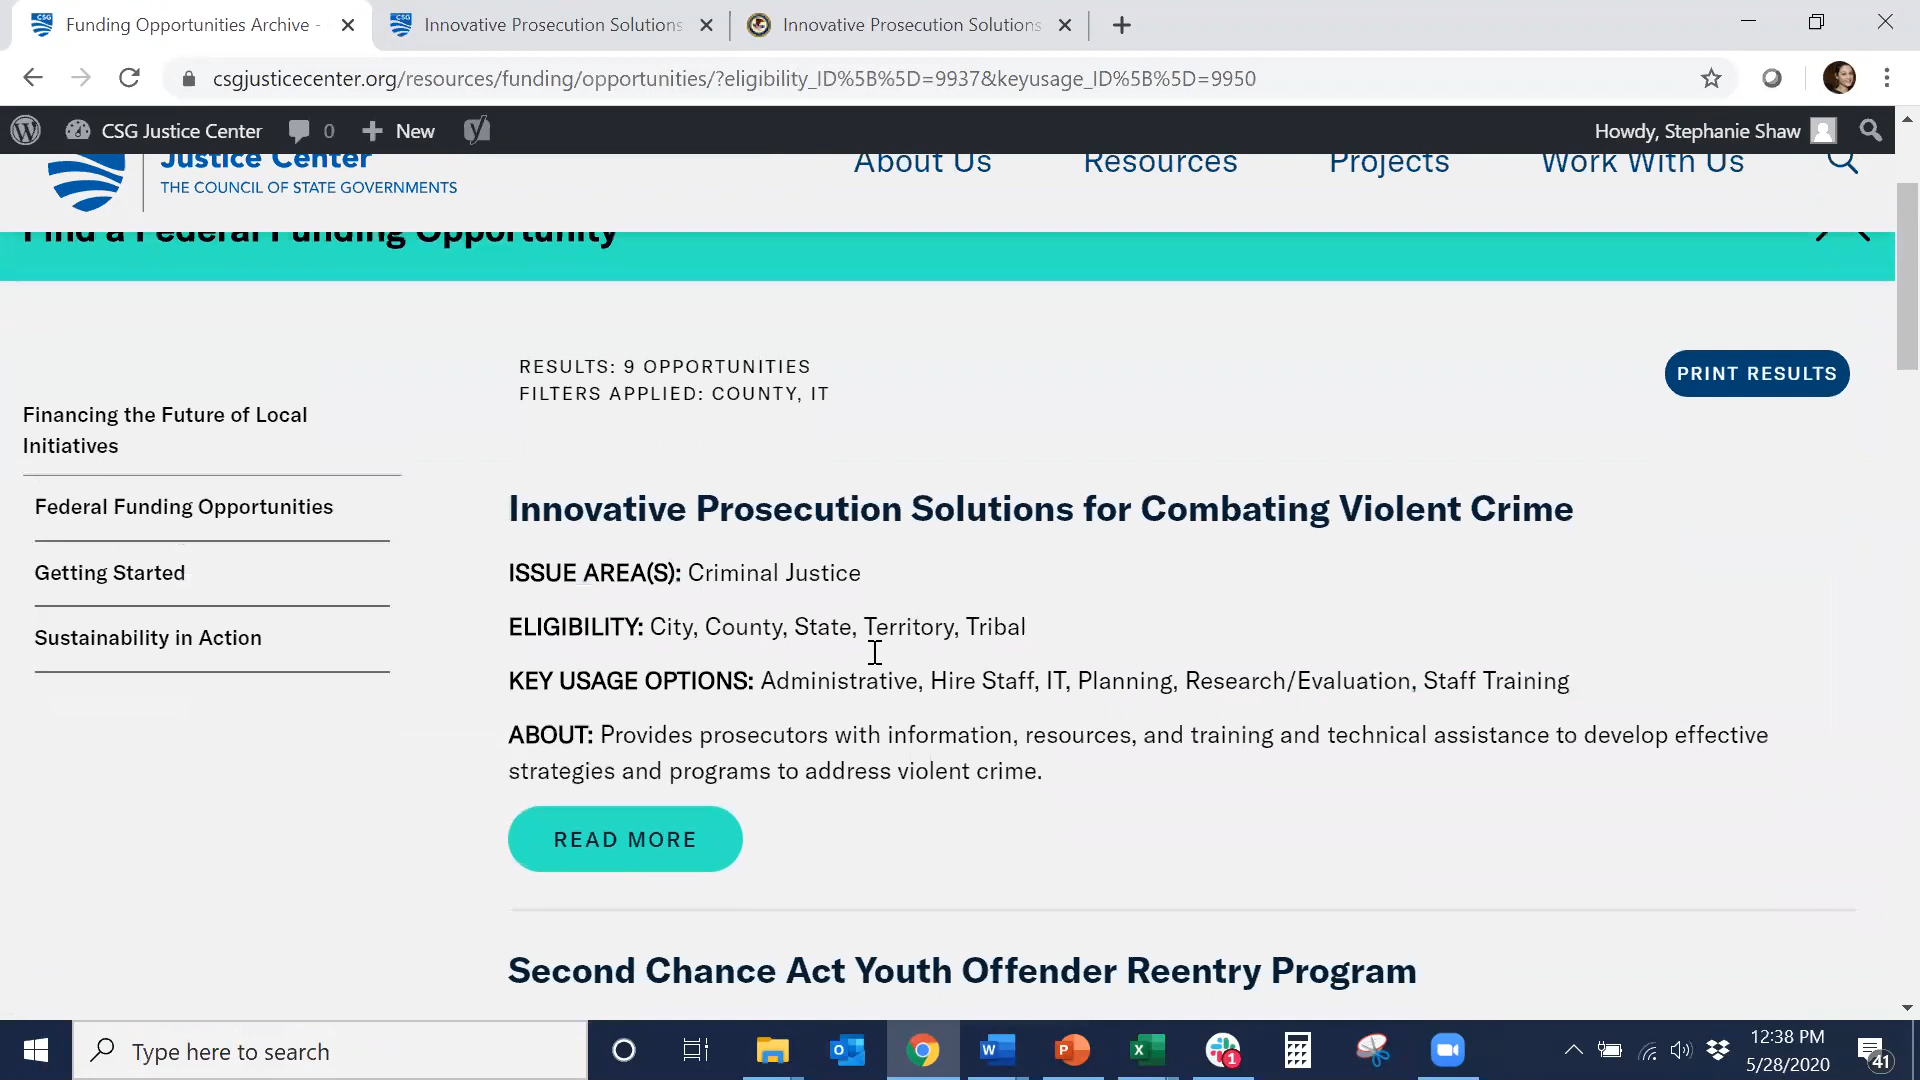 Funding Opportunities Archive -
Innovative Prosecution Solutions
Innovative Prosecution Solutions
csgjusticecenter.org/resources/funding/opportunities/?eligibility_ID%5B%5D=9937&keyusage_ID%5B%5D=9950
CSG Justice Center 0 New Howdy, Stephanie Shaw
Justice Center
THE COUNCIL OF STATE GOVERNMENTS
About Us Resources Projects Work With Us
Find a Federal Funding Opportunity
RESULTS: 9 OPPORTUNITIES
FILTERS APPLIED: COUNTY, IT
PRINT RESULTS
Financing the Future of Local
Initiatives
Federal Funding Opportunities
Getting Started
Sustainability in Action
Innovative Prosecution Solutions for Combating Violent Crime
ISSUE AREA(S): Criminal Justice
ELIGIBILITY: City, County, State, Territory, Tribal
KEY USAGE OPTIONS: Administrative, Hire Staff, IT, Planning, Research/Evaluation, Staff Training
ABOUT: Provides prosecutors with information, resources, and training and technical assistance to develop effective
strategies and programs to address violent crime.
READ MORE
Second Chance Act Youth Offender Reentry Program
Type here to search
12:38 PM
5/28/2020
41